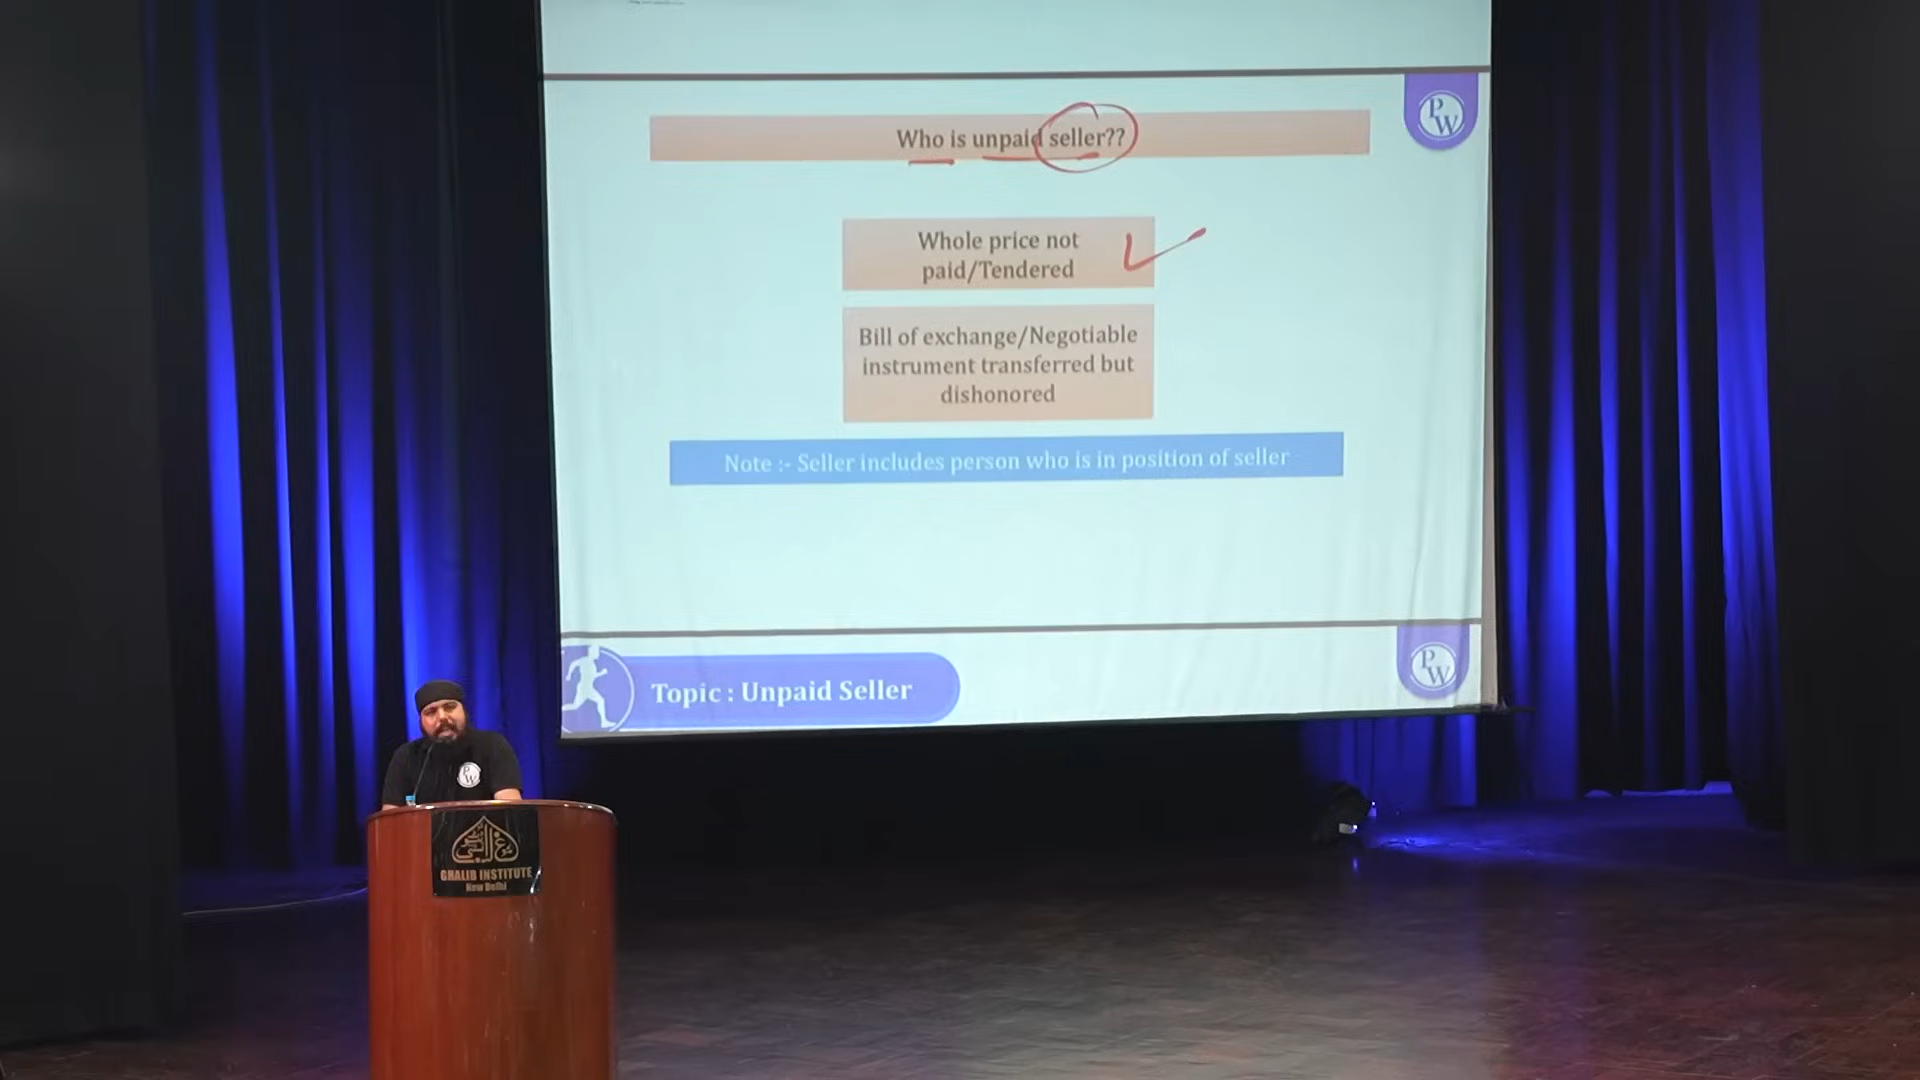 Who is unpaid seller??
Whole price not
paid/Tendered
Bill of exchange/Negotiable
instrument transferred but
dishonored
Note :- Seller includes person who is in position of seller
Topic : Unpaid Seller
PW
PW
PW
GHALIB INSTITUTE
New Delhi